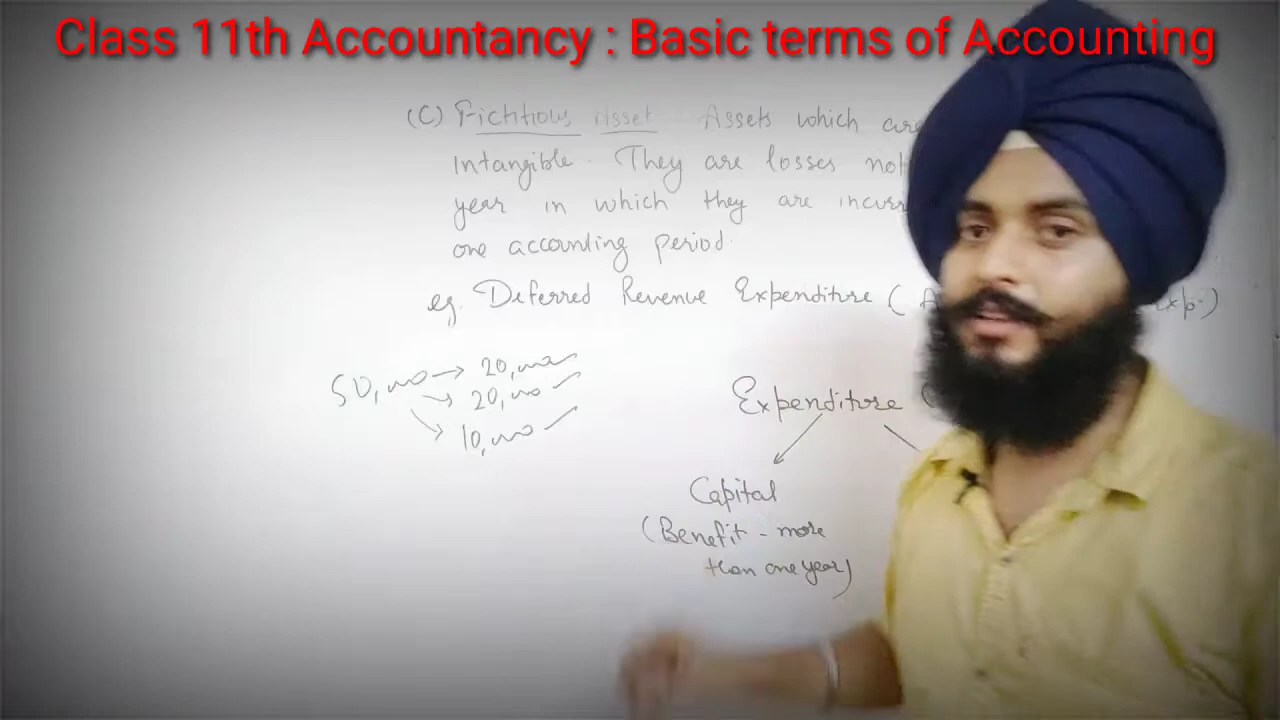 Class 11th Accountancy : Basic terms of Accounting
(C) Fictitious Asset Assets which are
intangible. They are losses not
year in which they are incurr
one accounting period.
eg. Deferred Revenue Expenditure ( A xp.)
50,000 → 20,000
20,000
10,000
Expenditure (
Capital
(Benefit - more
than one year)